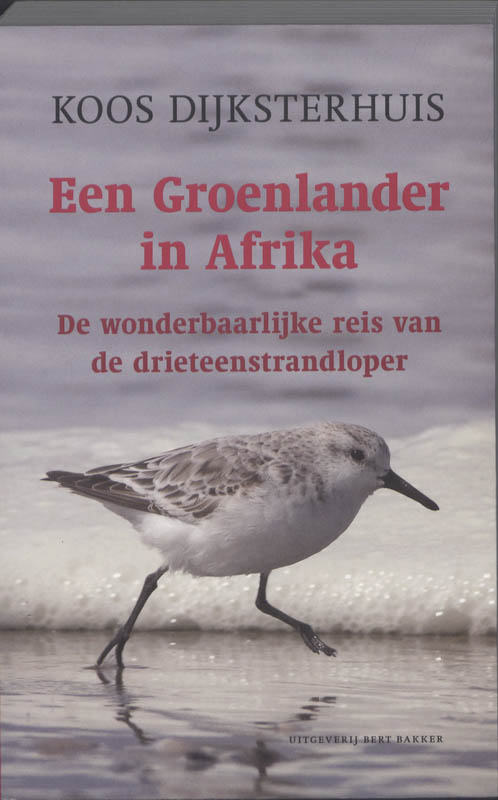 KOOS DIJKSTERHUIS
Een Groenlander
in Afrika
De wonderbaarlijke reis van
de drieteenstrandloper
UITGEVERIJ BERT BAKKER